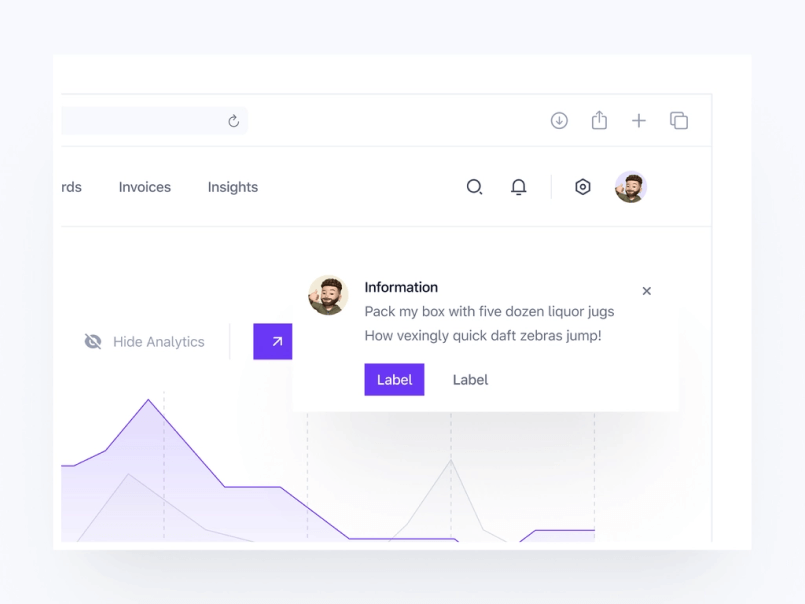 rds Invoices Insights
Information
Pack my box with five dozen liquor jugs
How vexingly quick daft zebras jump!
Hide Analytics
Label Label